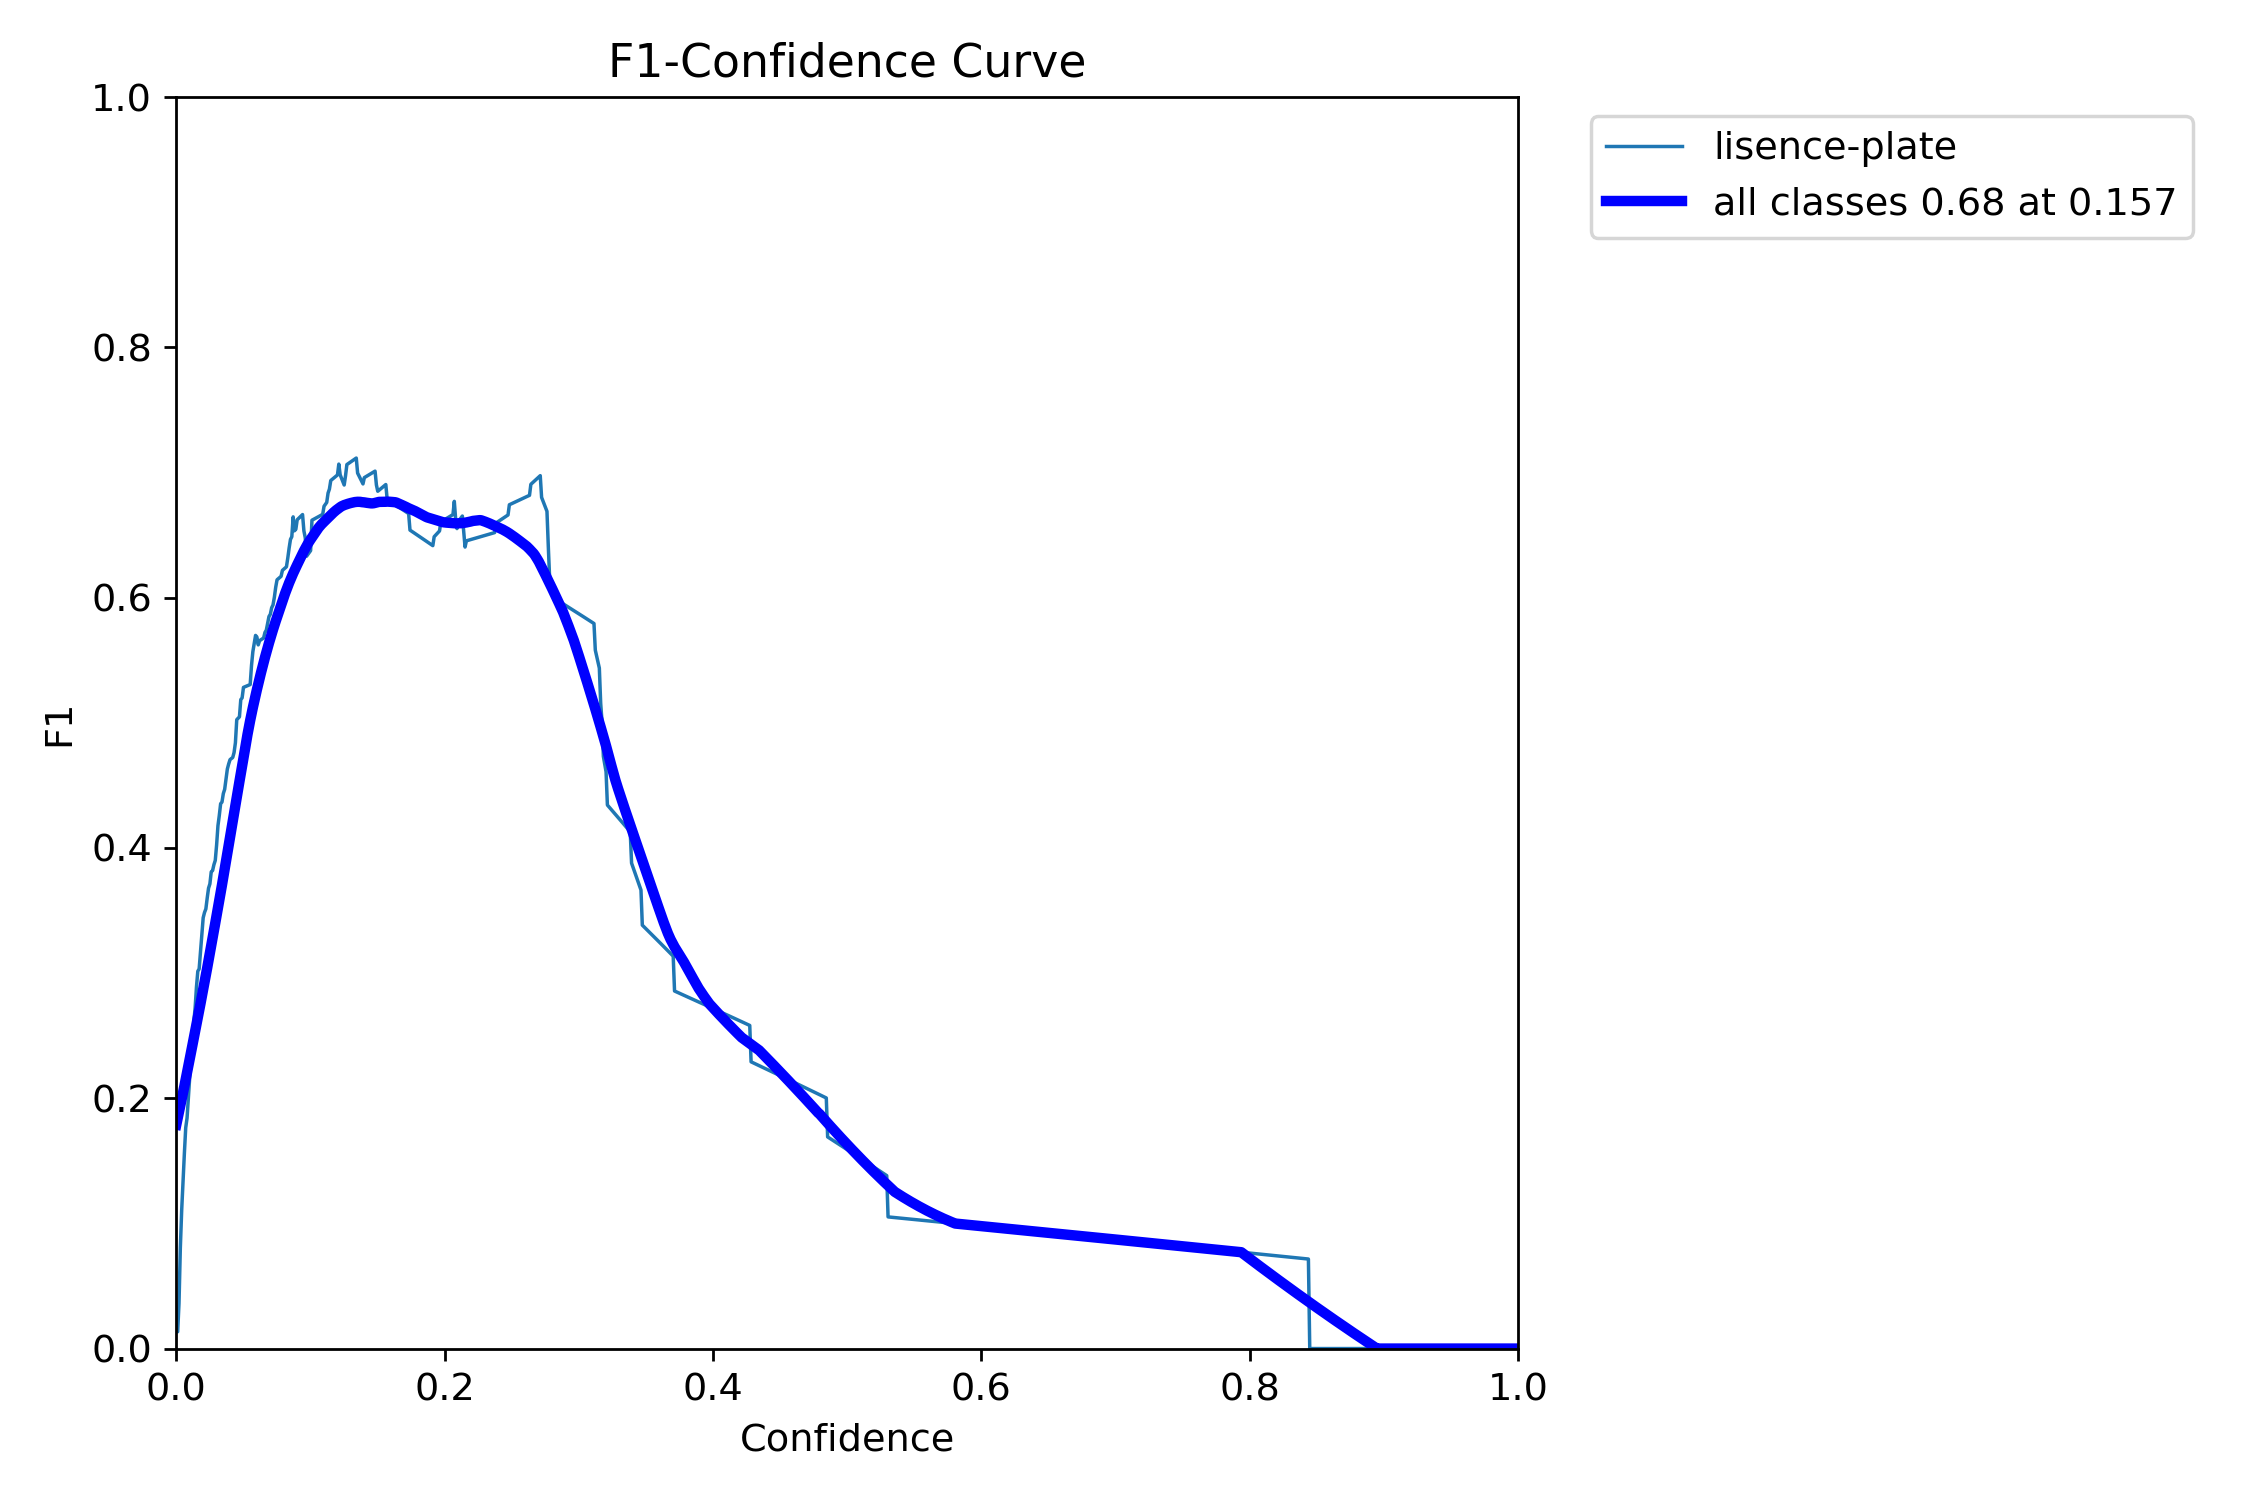 F1-Confidence Curve
1.0
0.8
0.6
0.4
0.2
0.0
F1
0.0 0.2 0.4 0.6 0.8 1.0
Confidence
lisence-plate
all classes 0.68 at 0.157